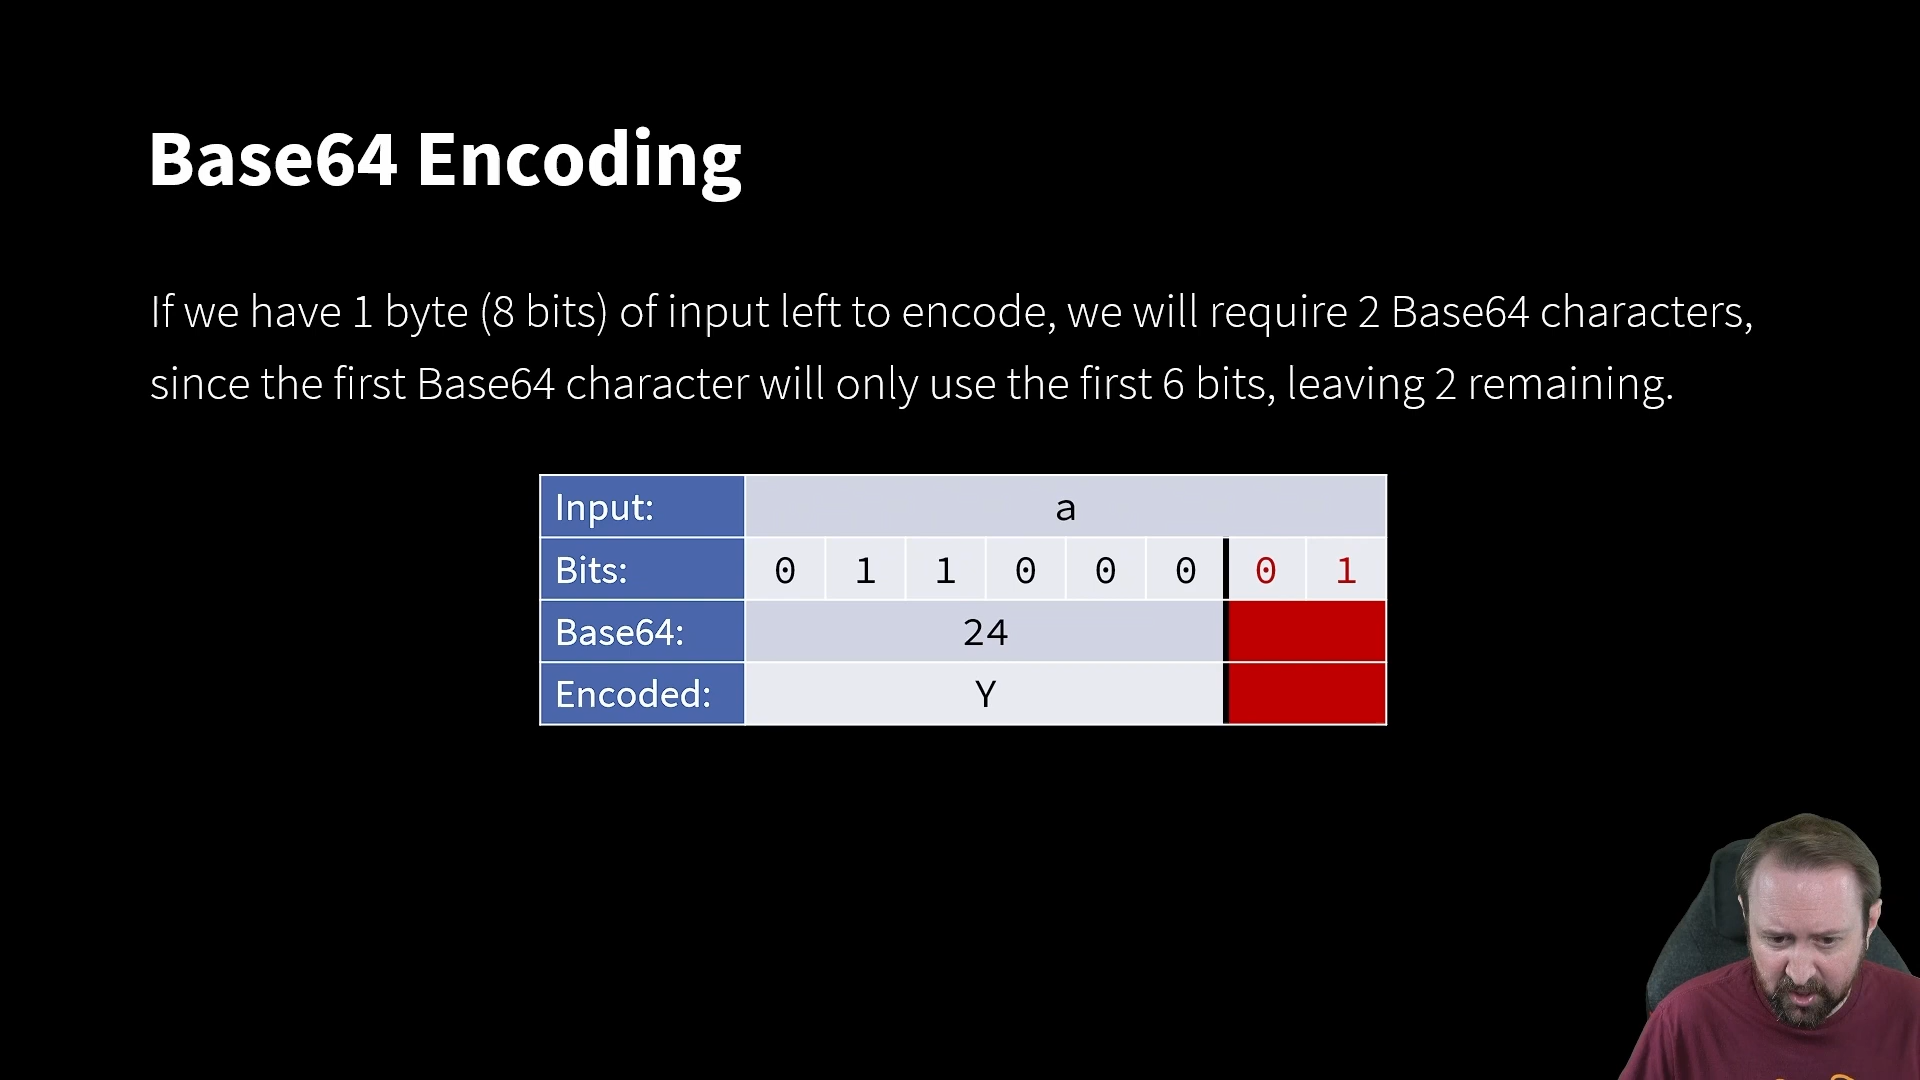 Base64 Encoding
If we have 1 byte (8 bits) of input left to encode, we will require 2 Base64 characters,
since the first Base64 character will only use the first 6 bits, leaving 2 remaining.
Input: a
Bits: 0 1 1 0 0 0 0 1
Base64: 24
Encoded: Y